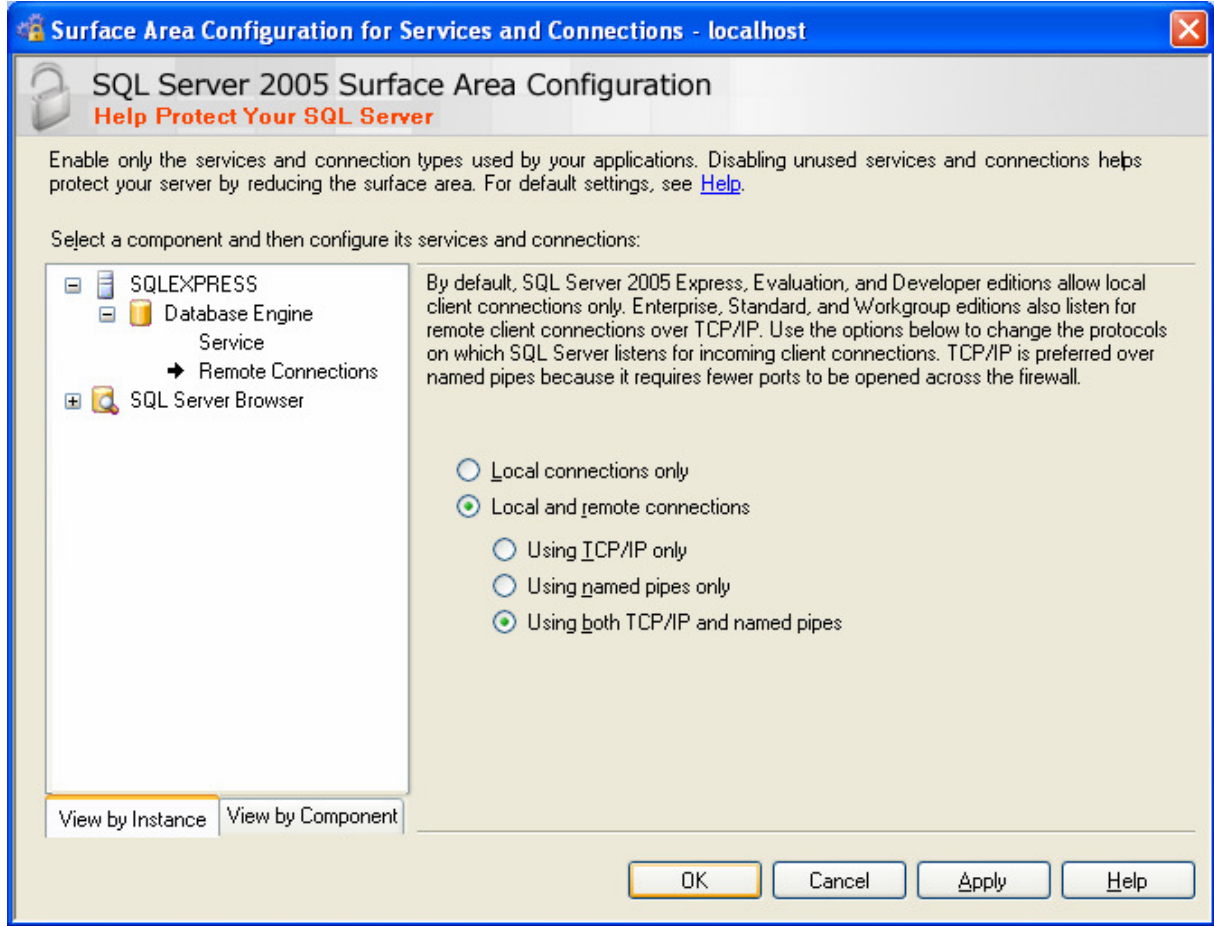 Surface Area Configuration for Services and Connections - localhost
SQL Server 2005 Surface Area Configuration
Help Protect Your SQL Server
Enable only the services and connection types used by your applications. Disabling unused services and connections helps
protect your server by reducing the surface area. For default settings, see Help.
Select a component and then configure its services and connections:
SQLEXPRESS
Database Engine
Service
Remote Connections
SQL Server Browser
View by Instance
View by Component
By default, SQL Server 2005 Express, Evaluation, and Developer editions allow local
client connections only. Enterprise, Standard, and Workgroup editions also listen for
remote client connections over TCP/IP. Use the options below to change the protocols
on which SQL Server listens for incoming client connections. TCP/IP is preferred over
named pipes because it requires fewer ports to be opened across the firewall.
Local connections only
Local and remote connections
Using TCP/IP only
Using named pipes only
Using both TCP/IP and named pipes
OK
Cancel
Apply
Help